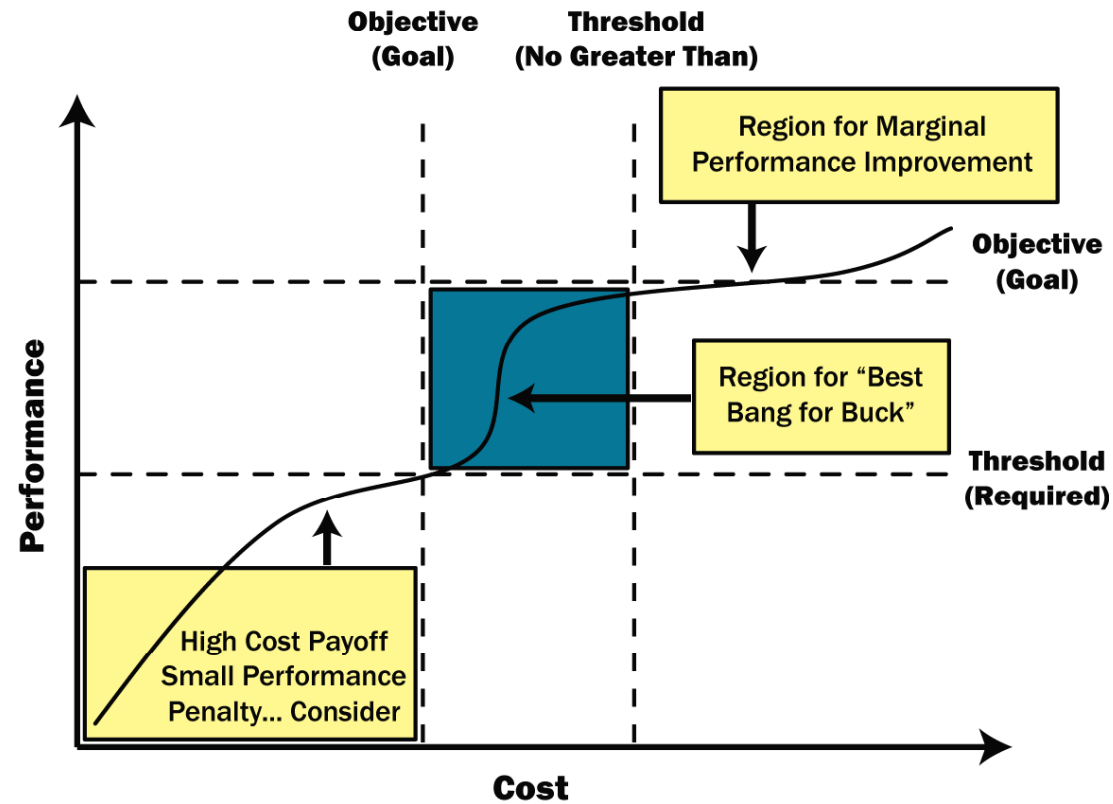 Objective
(Goal)
Threshold
(No Greater Than)
Region for Marginal
Performance Improvement
Objective
(Goal)
Region for “Best
Bang for Buck”
Threshold
(Required)
Performance
High Cost Payoff
Small Performance
Penalty... Consider
Cost